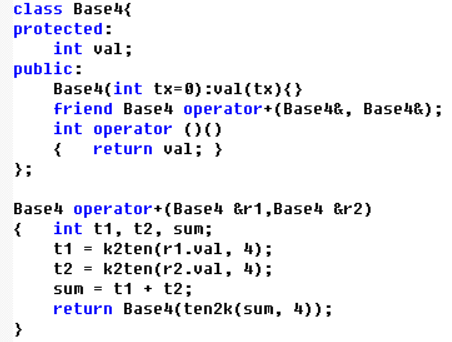 class Base4{
protected:
    int val;
public:
    Base4(int tx=0):val(tx){}
    friend Base4 operator+(Base4&, Base4&);
    int operator ()()
    {   return val; }
};

Base4 operator+(Base4 &r1,Base4 &r2)
{   int t1, t2, sum;
    t1 = k2ten(r1.val, 4);
    t2 = k2ten(r2.val, 4);
    sum = t1 + t2;
    return Base4(ten2k(sum, 4));
}